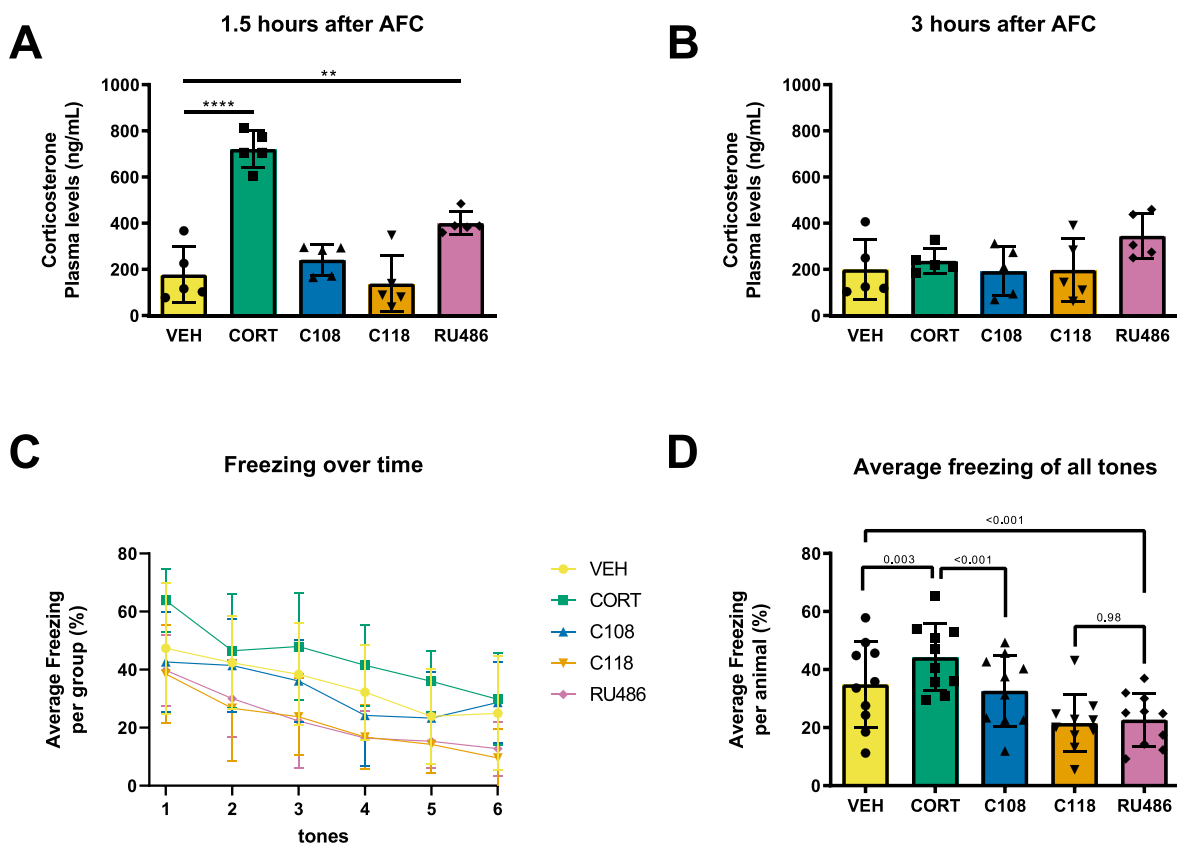 A
1.5 hours after AFC
Corticosterone
Plasma levels (ng/mL)
1000
800
600
400
200
0
**
****
VEH CORT C108 C118 RU486
B
3 hours after AFC
Corticosterone
Plasma levels (ng/mL)
1000
800
600
400
200
0
VEH CORT C108 C118 RU486
C
Freezing over time
Average Freezing
per group (%)
80
60
40
20
0
1 2 3 4 5 6
tones
VEH
CORT
C108
C118
RU486
D
Average freezing of all tones
Average Freezing
per animal (%)
80
60
40
20
0
<0.001
0.003 <0.001
0.98
VEH CORT C108 C118 RU486